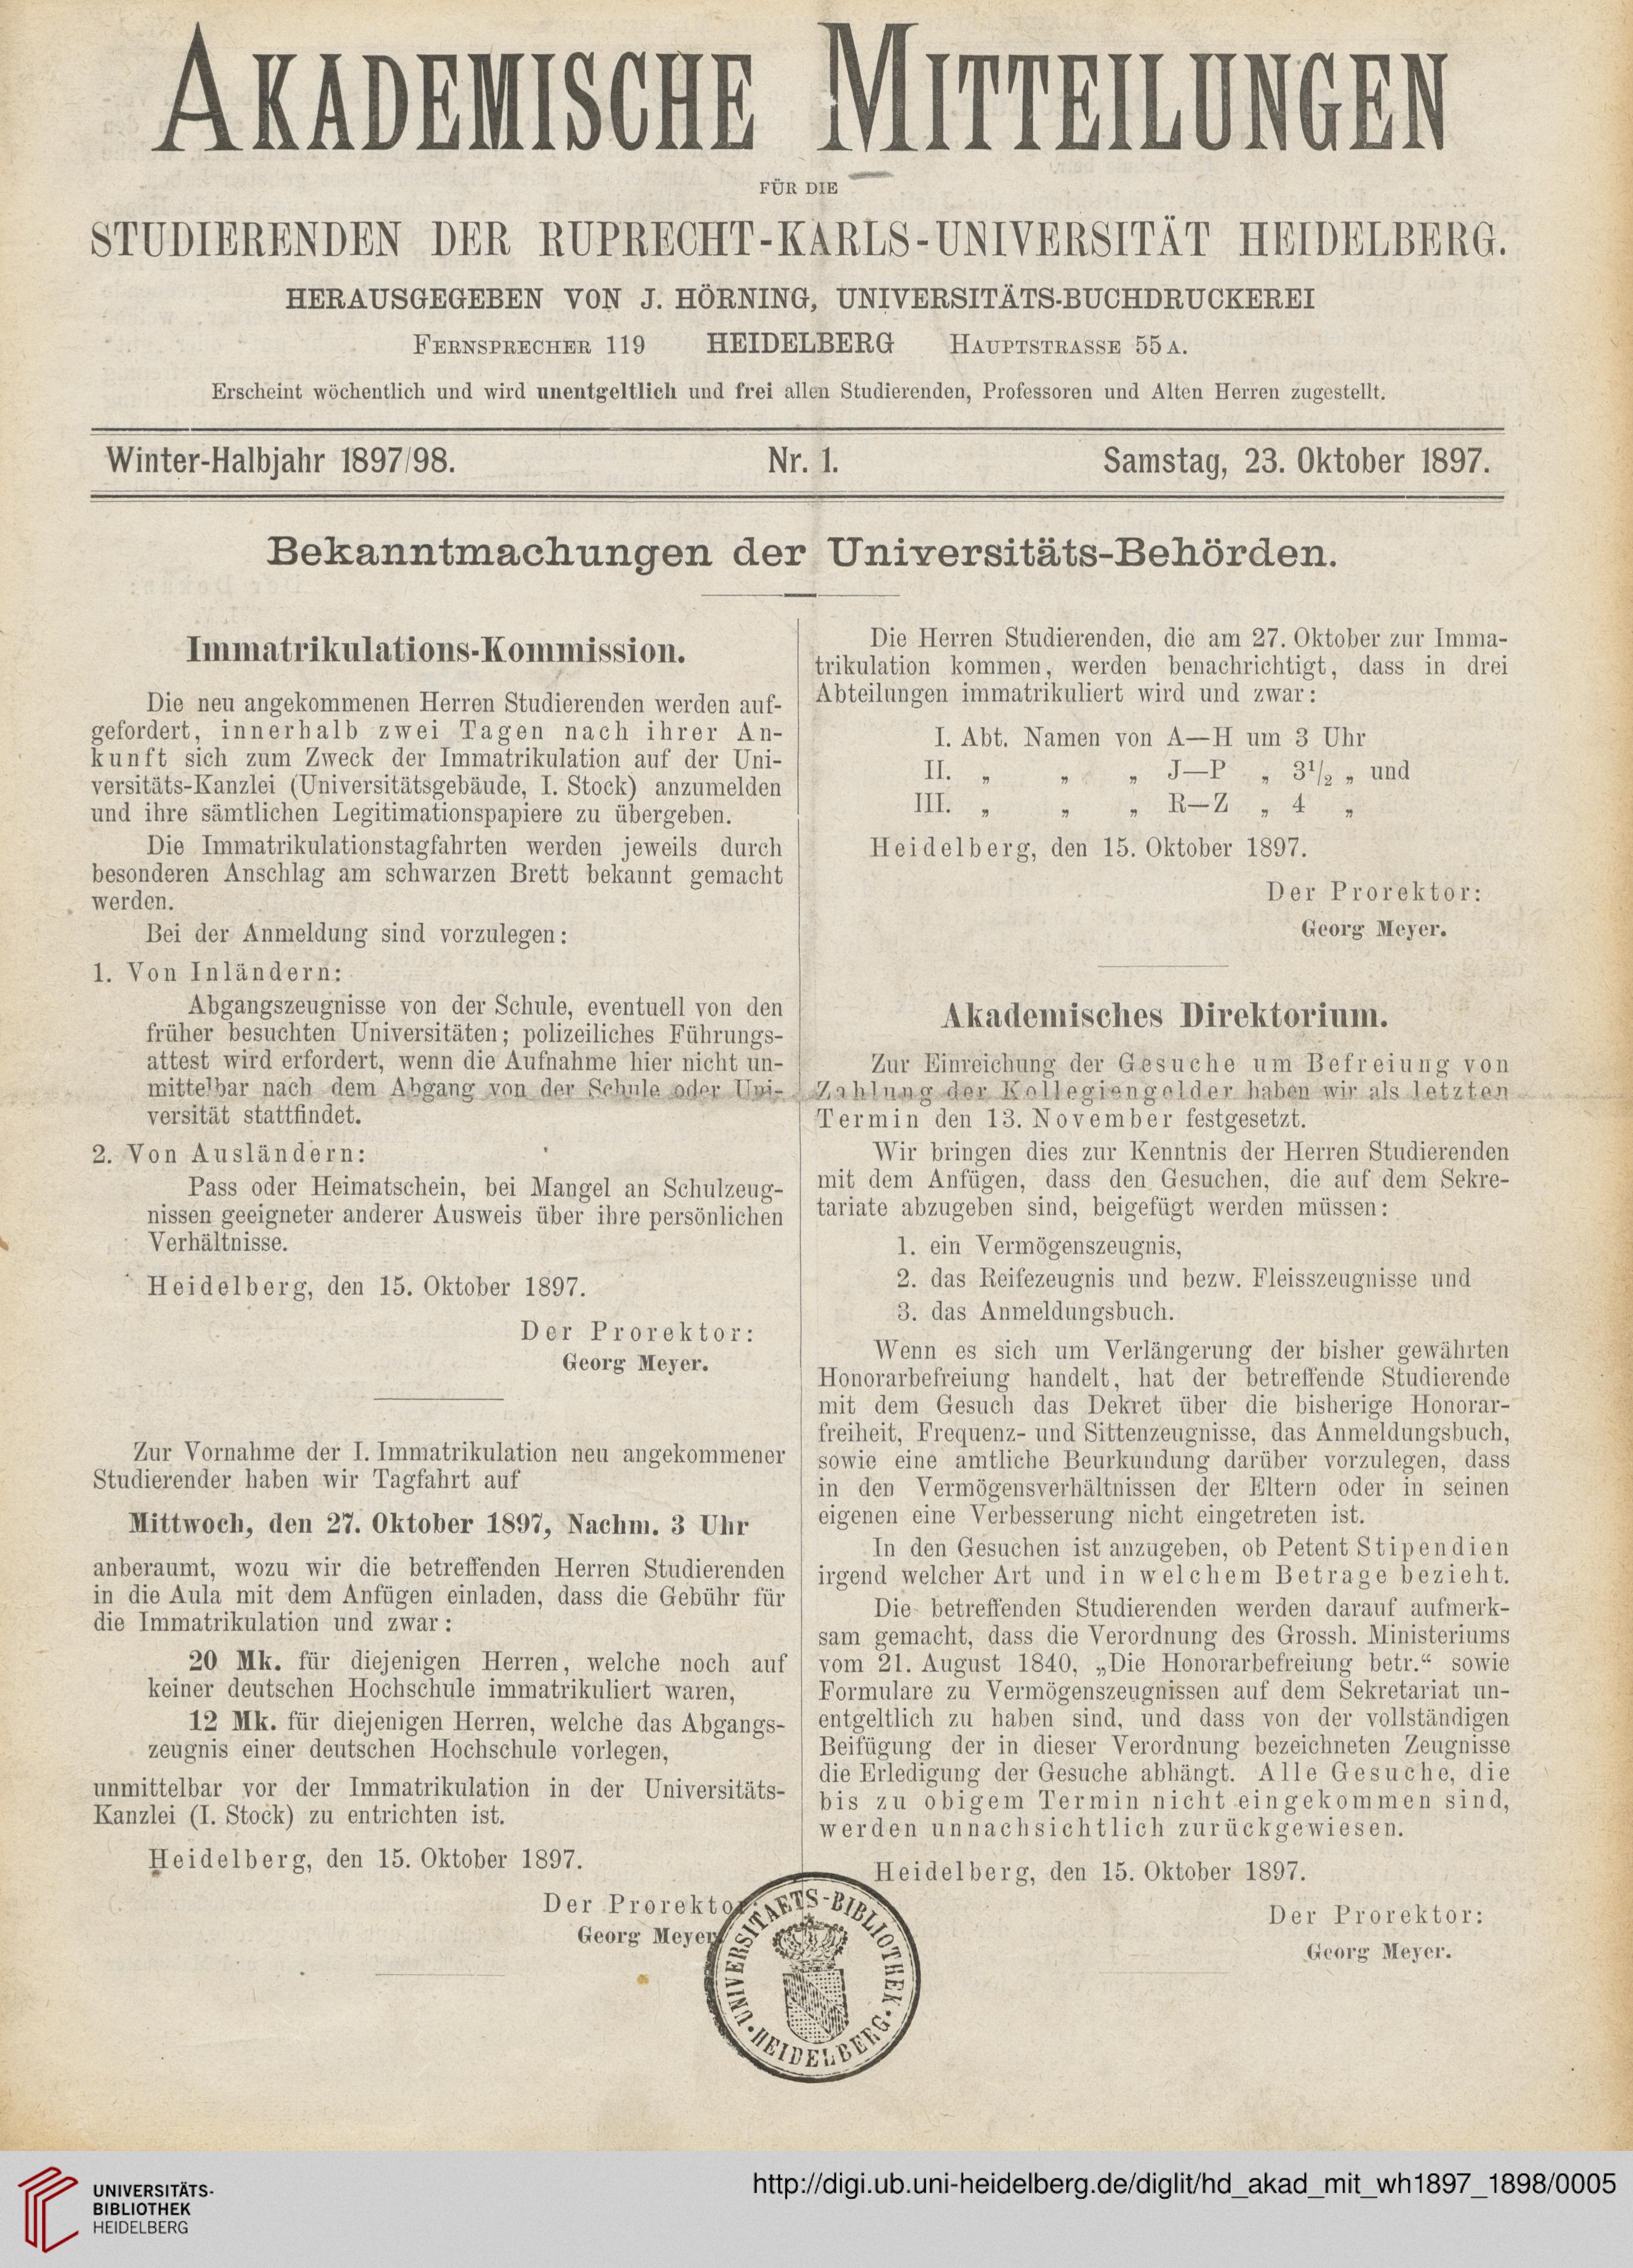 AKADEMISCHE MITTEILUNGEN
FÜR DIE
STUDIERENDEN DER RUPRECHT-KARLS-UNIVERSITÄT HEIDELBERG.
HERAUSGEGEBEN VON J. HÖRNING, UNIVERSITÄTS-BUCHDRUCKEREI
FERNSPRECHER 119 HEIDELBERG HAUPTSTRASSE 55 A.
Erscheint wöchentlich und wird unentgeltlich und frei allen Studierenden, Professoren und Alten Herren zugestellt.
Winter-Halbjahr 1897/98. Nr. 1. Samstag, 23. Oktober 1897.
Bekanntmachungen der Universitäts-Behörden.
Immatrikulations-Kommission.
Die neu angekommenen Herren Studierenden werden auf-
gefordert, innerhalb zwei Tagen nach ihrer An-
kunft sich zum Zweck der Immatrikulation auf der Uni-
versitäts-Kanzlei (Universitätsgebäude, I. Stock) anzumelden
und ihre sämtlichen Legitimationspapiere zu übergeben.
Die Immatrikulationstagfahrten werden jeweils durch
besonderen Anschlag am schwarzen Brett bekannt gemacht
werden.
Bei der Anmeldung sind vorzulegen:
1. Von Inländern:
Abgangszeugnisse von der Schule, eventuell von den
früher besuchten Universitäten; polizeiliches Führungs-
attest wird erfordert, wenn die Aufnahme hier nicht un-
mittelbar nach dem Abgang von der Schule oder Uni-
versität stattfindet.
2. Von Ausländern:
Pass oder Heimatschein, bei Mangel an Schulzeug-
nissen geeigneter anderer Ausweis über ihre persönlichen
Verhältnisse.
Heidelberg, den 15. Oktober 1897.
Der Prorektor:
Georg Meyer.
Zur Vornahme der I. Immatrikulation neu angekommener
Studierender haben wir Tagfahrt auf
Mittwoch, den 27. Oktober 1897, Nachm. 3 Uhr
anberaumt, wozu wir die betreffenden Herren Studierenden
in die Aula mit dem Anfügen einladen, dass die Gebühr für
die Immatrikulation und zwar:
20 Mk. für diejenigen Herren, welche noch auf
keiner deutschen Hochschule immatrikuliert waren,
12 Mk. für diejenigen Herren, welche das Abgangs-
zeugnis einer deutschen Hochschule vorlegen,
unmittelbar vor der Immatrikulation in der Universitäts-
Kanzlei (I. Stock) zu entrichten ist.
Heidelberg, den 15. Oktober 1897.
Der Prorektor:
Georg Meyer.
Die Herren Studierenden, die am 27. Oktober zur Imma-
trikulation kommen, werden benachrichtigt, dass in drei
Abteilungen immatrikuliert wird und zwar:
I. Abt. Namen von A—H um 3 Uhr
II. „ „ „ J—P „ 3½ „ und
III. „ „ „ R—Z „ 4 „
Heidelberg, den 15. Oktober 1897.
Der Prorektor:
Georg Meyer.
Akademisches Direktorium.
Zur Einreichung der Gesuche um Befreiung von
Zahlung der Kollegiengelder haben wir als letzten
Termin den 13. November festgesetzt.
Wir bringen dies zur Kenntnis der Herren Studierenden
mit dem Anfügen, dass den Gesuchen, die auf dem Sekre-
tariate abzugeben sind, beigefügt werden müssen:
1. ein Vermögenszeugnis,
2. das Reifezeugnis und bezw. Fleisszeugnisse und
3. das Anmeldungsbuch.
Wenn es sich um Verlängerung der bisher gewährten
Honorarbefreiung handelt, hat der betreffende Studierende
mit dem Gesuch das Dekret über die bisherige Honorar-
freiheit, Frequenz- und Sittenzeugnisse, das Anmeldungsbuch,
sowie eine amtliche Beurkundung darüber vorzulegen, dass
in den Vermögensverhältnissen der Eltern oder in seinen
eigenen eine Verbesserung nicht eingetreten ist.
In den Gesuchen ist anzugeben, ob Petent Stipendien
irgend welcher Art und in welchem Betrage bezieht.
Die betreffenden Studierenden werden darauf aufmerk-
sam gemacht, dass die Verordnung des Grossh. Ministeriums
vom 21. August 1840, „Die Honorarbefreiung betr.“ sowie
Formulare zu Vermögenszeugnissen auf dem Sekretariat un-
entgeltlich zu haben sind, und dass von der vollständigen
Beifügung der in dieser Verordnung bezeichneten Zeugnisse
die Erledigung der Gesuche abhängt. Alle Gesuche, die
bis zu obigem Termin nicht eingekommen sind,
werden unnachsichtlich zurückgewiesen.
Heidelberg, den 15. Oktober 1897.
Der Prorektor:
Georg Meyer.
UNIVERSITAETS-BIBLIOTHEK
HEIDELBERG
UNIVERSITÄTS-
BIBLIOTHEK
HEIDELBERG
http://digi.ub.uni-heidelberg.de/diglit/hd_akad_mit_wh1897_1898/0005